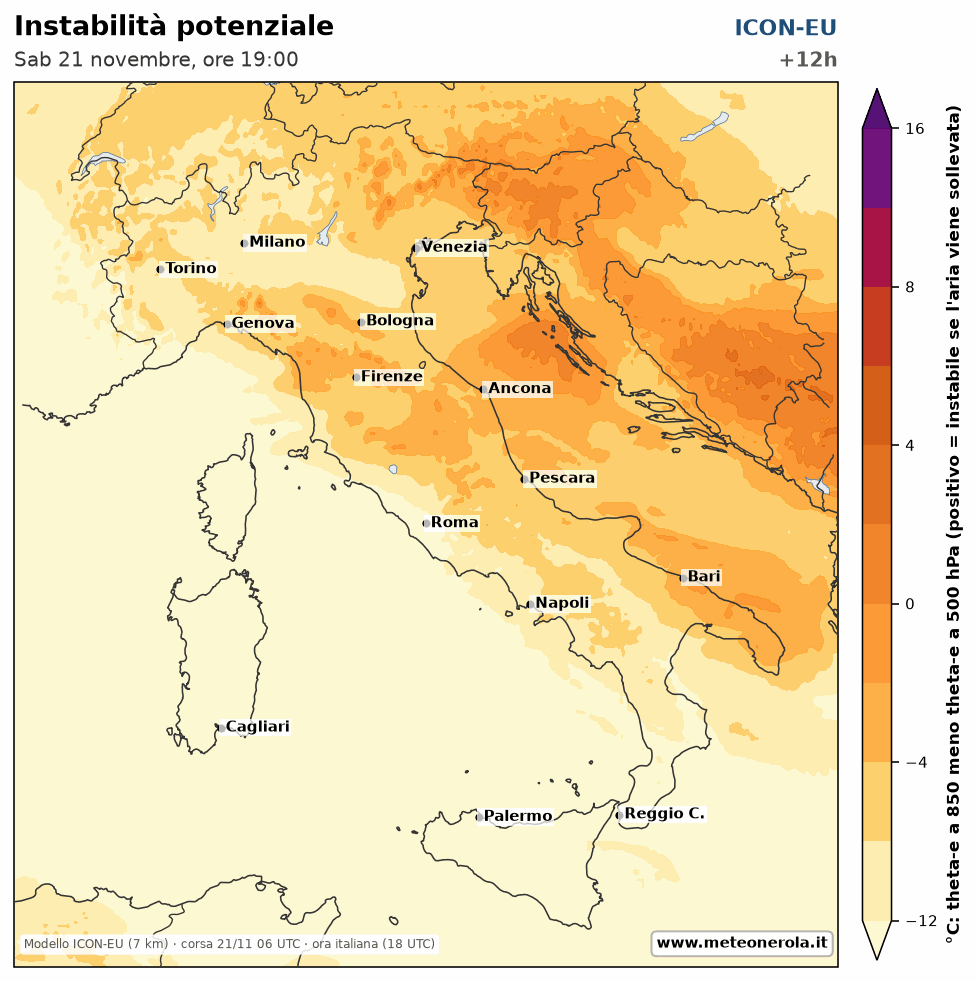 Instabilità potenziale
ICON-EU
Sab 21 novembre, ore 19:00
+12h
Milano
Venezia
Torino
Genova
Bologna
Firenze
Ancona
Pescara
Roma
Bari
Napoli
Cagliari
Palermo
Reggio C.
16
8
4
0
−4
−12
°C: theta-e a 850 meno theta-e a 500 hPa (positivo = instabile se l'aria viene sollevata)
Modello ICON-EU (7 km) · corsa 21/11 06 UTC · ora italiana (18 UTC)
www.meteonerola.it